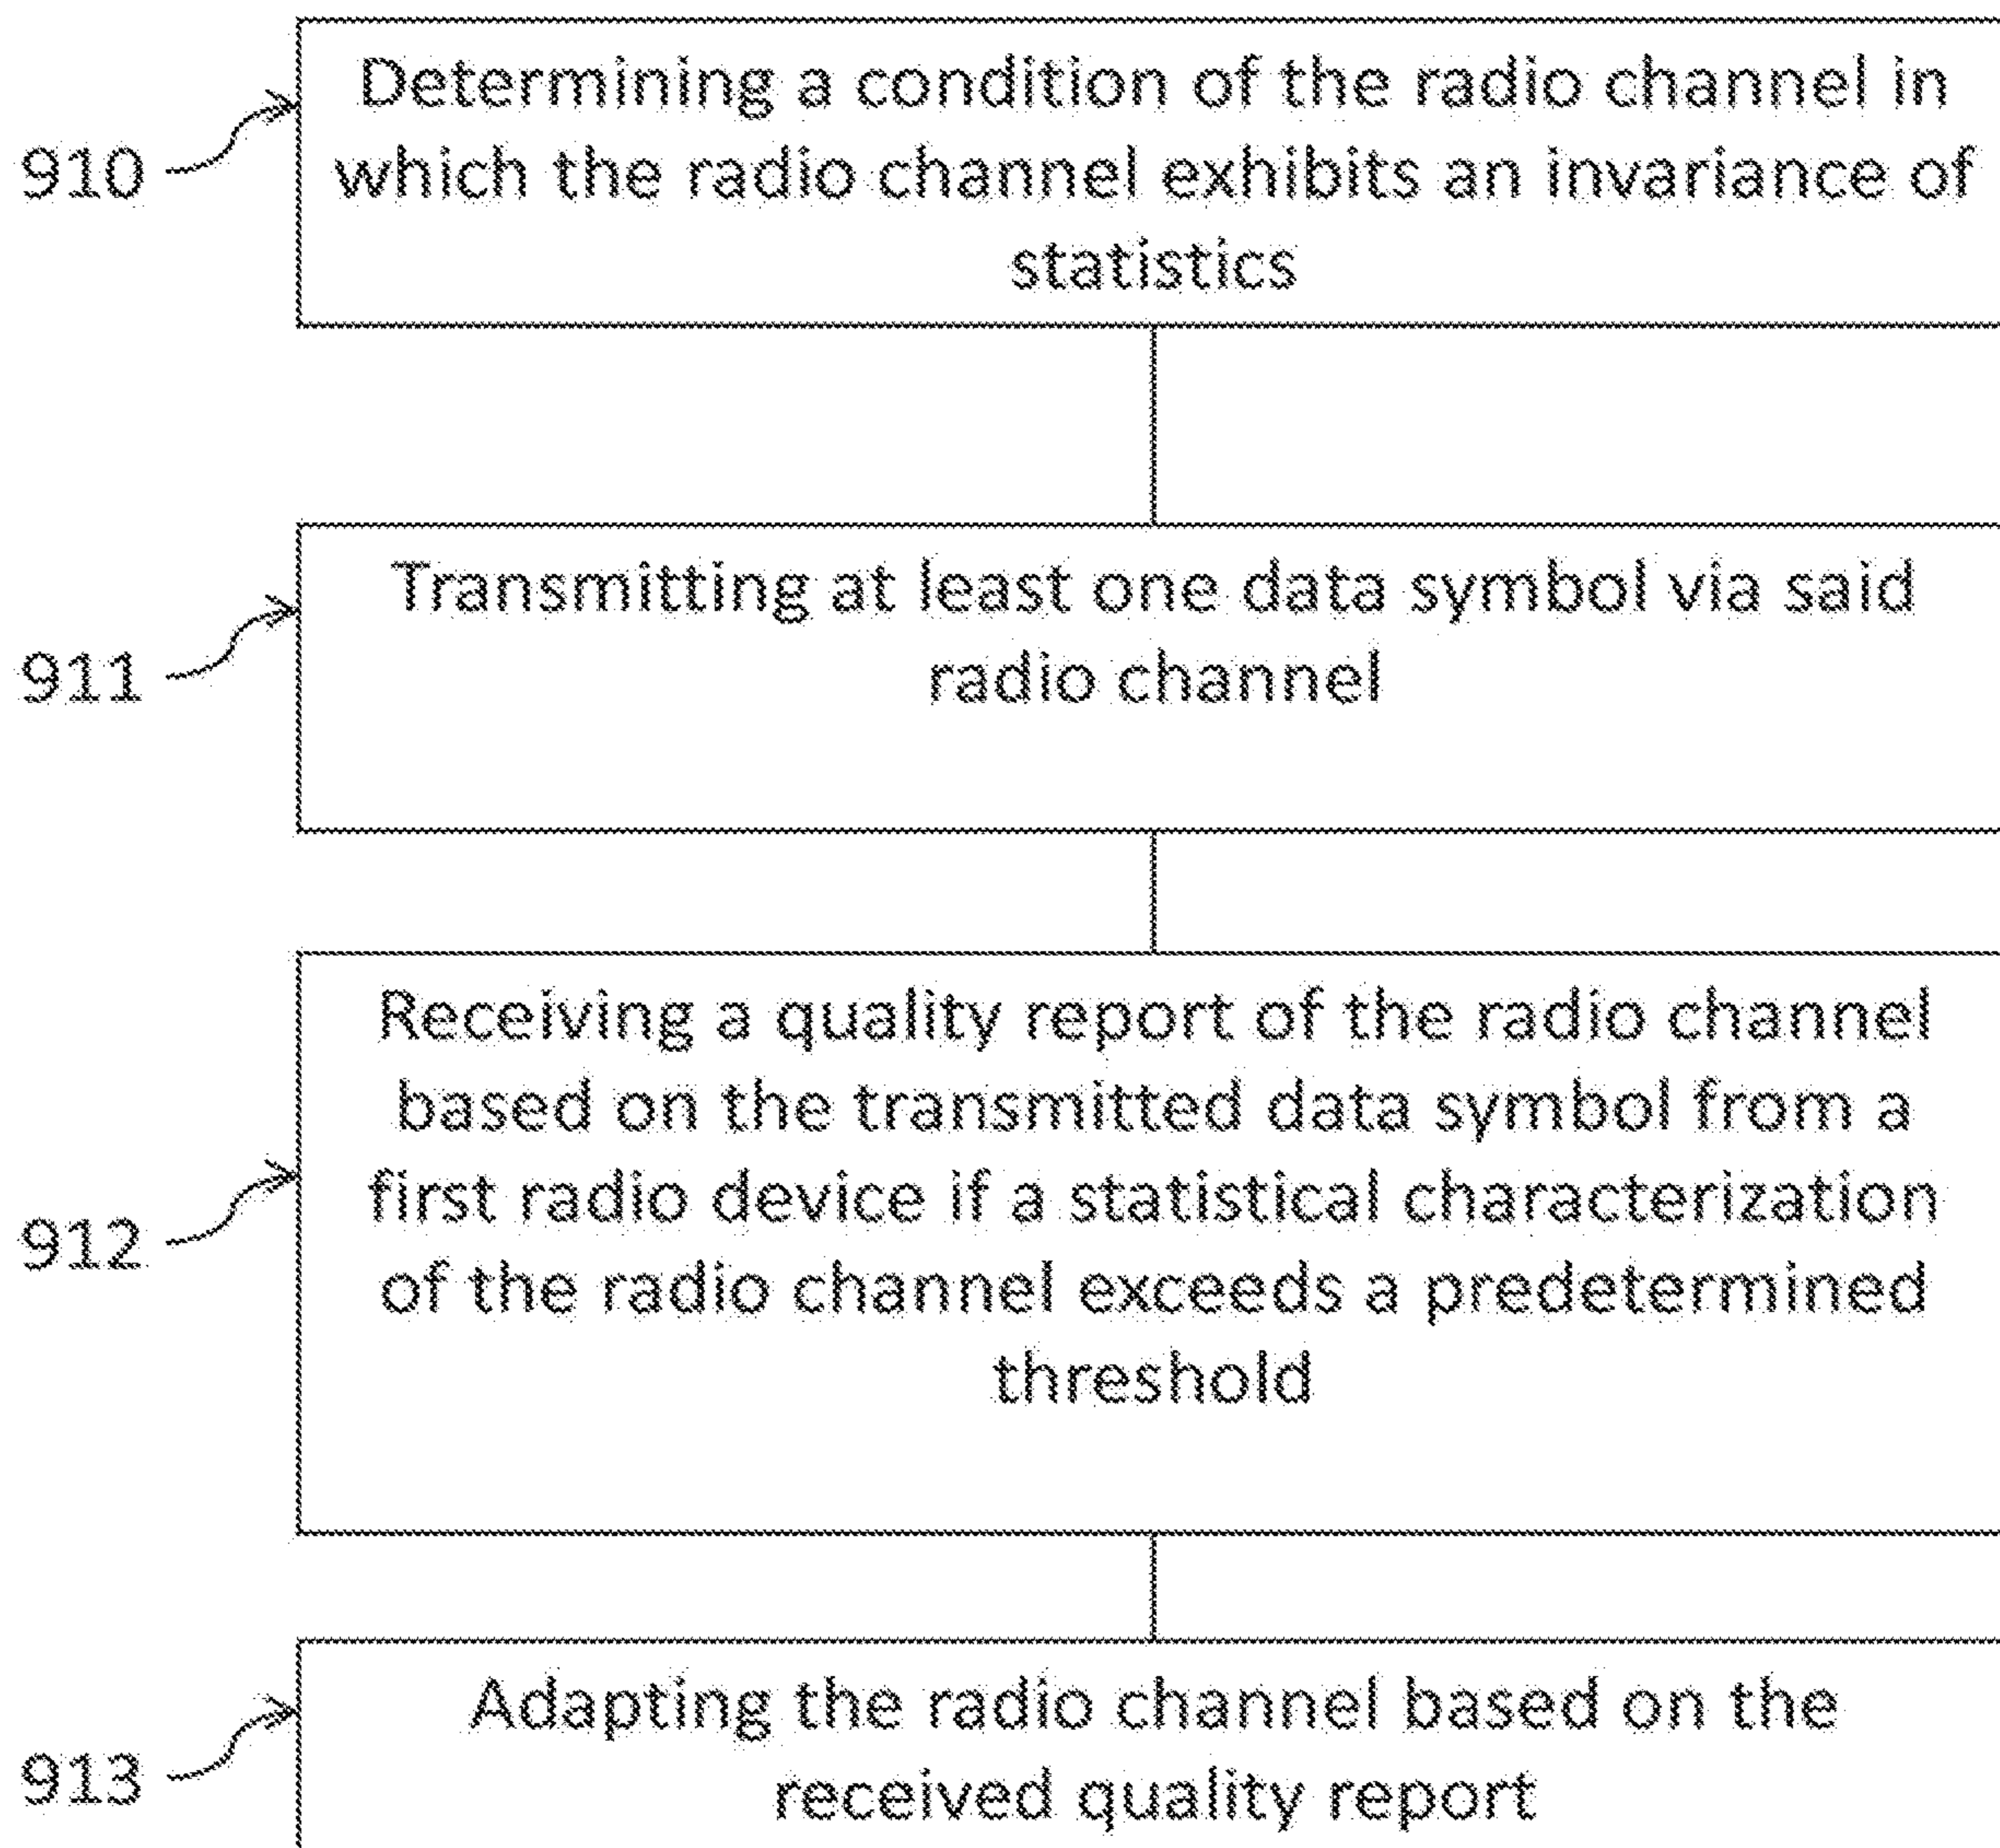 Determining a condition of the radio channel in
which the radio channel exhibits an invariance of
statistics
910
Transmitting at least one data symbol via said
radio channel
911
Receiving a quality report of the radio channel
based on the transmitted data symbol from a
first radio device if a statistical characterization
of the radio channel exceeds a predetermined
threshold
912
Adapting the radio channel based on the
received quality report
913